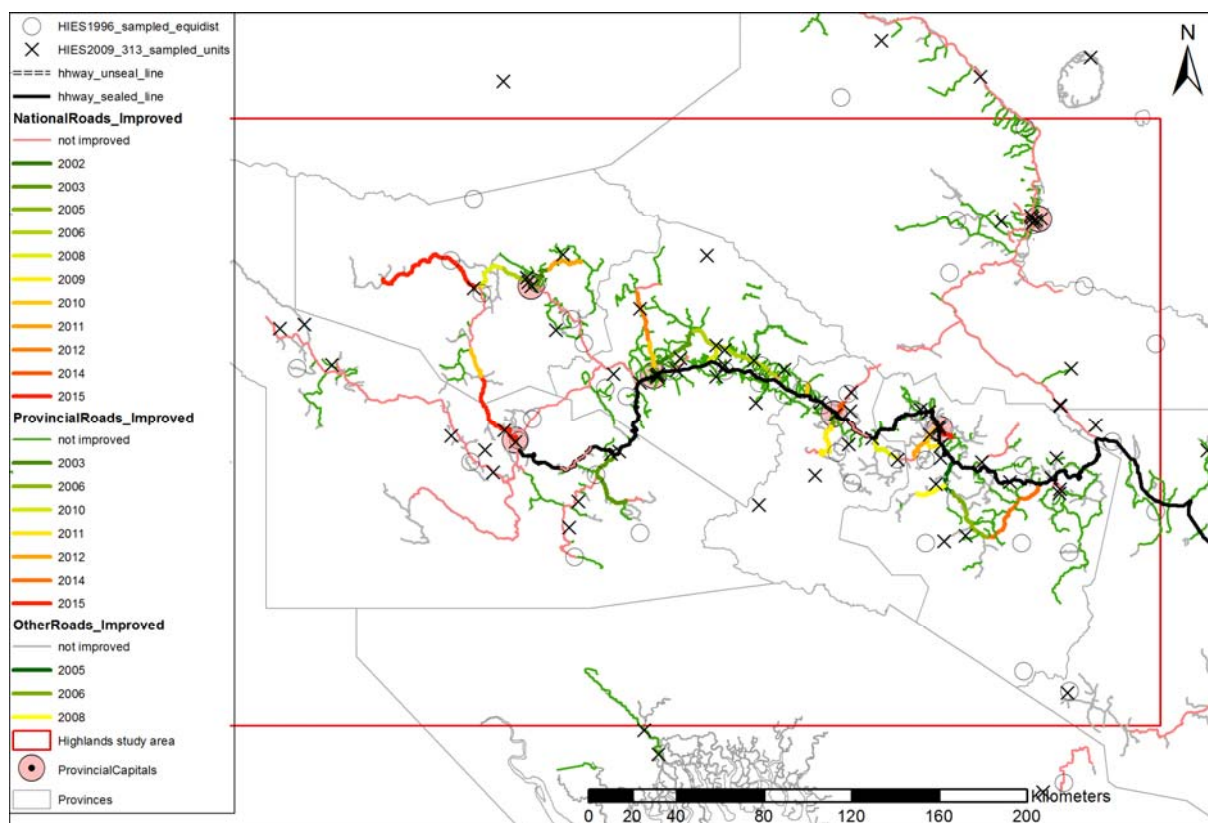 HIES1996_sampled_equidist
HIES2009_313_sampled_units
hhway_unseal_line
hhway_sealed_line
NationalRoads_Improved
not improved
2002
2003
2005
2006
2008
2009
2010
2011
2012
2014
2015
ProvincialRoads_Improved
not improved
2003
2006
2010
2011
2012
2014
2015
OtherRoads_Improved
not improved
2005
2006
2008
Highlands study area
ProvincialCapitals
Provinces
N
Kilometers
0 20 40 80 120 160 200